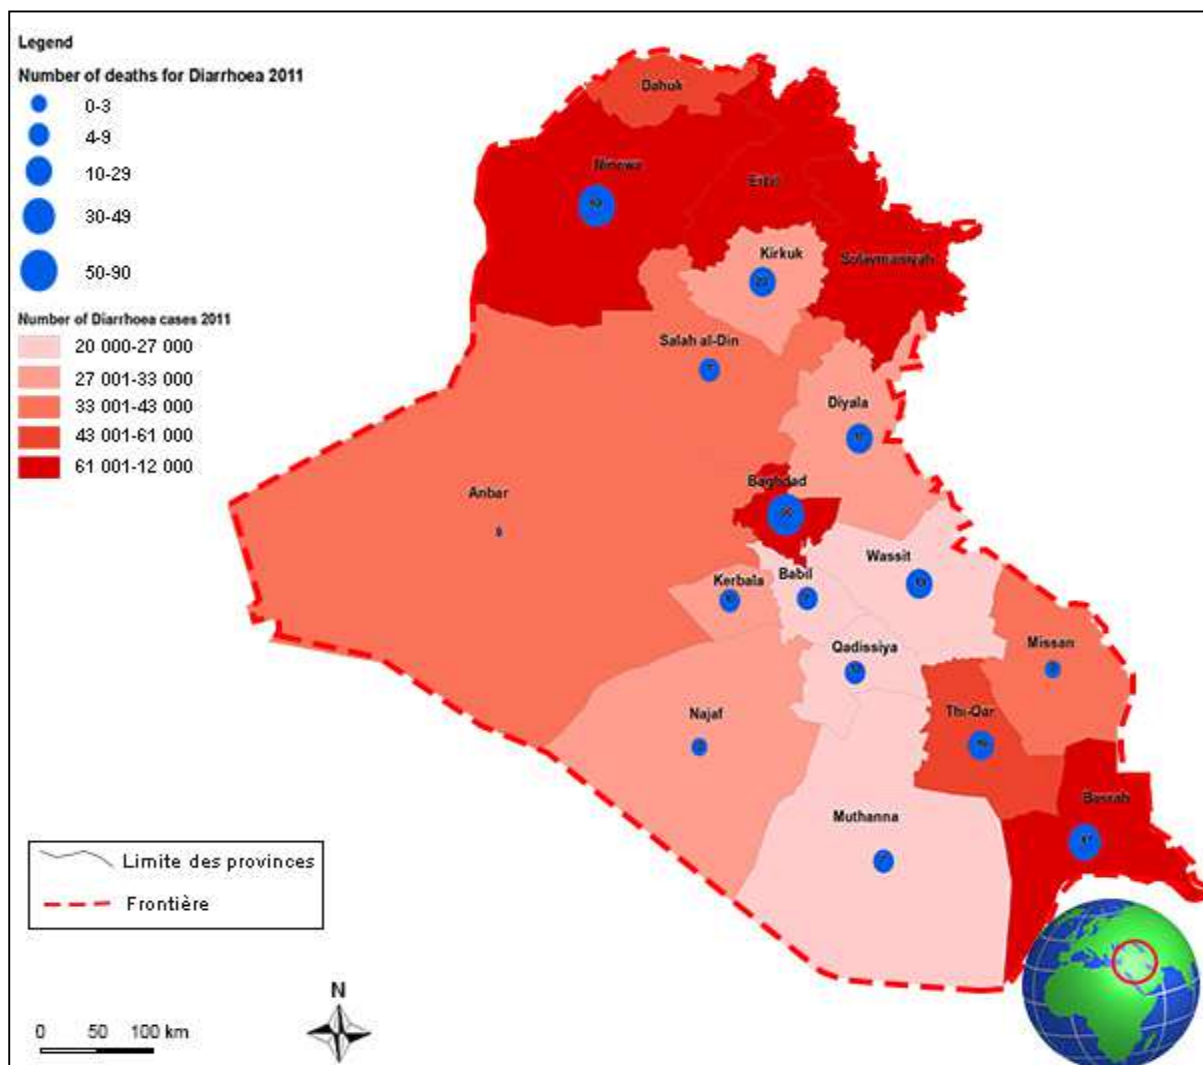 Legend
Number of deaths for Diarrhoea 2011
0-3
4-9
10-29
30-49
50-90
Number of Diarrhoea cases 2011
20 000-27 000
27 001-33 000
33 001-43 000
43 001-61 000
61 001-12 000
Dahuk
Ninewa
Erbil
Kirkuk
Sulaymaniyah
Salah al-Din
Diyala
Baghdad
Anbar
Wassit
Kerbala
Babil
Qadissiya
Missan
Najaf
Thi-Qar
Basrah
Muthanna
Limite des provinces
Frontière
N
0 50 100 km